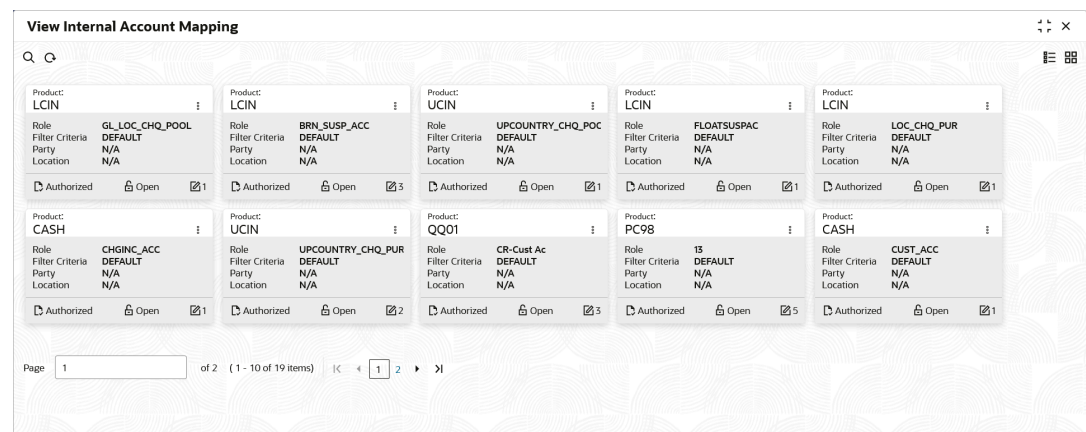 View Internal Account Mapping
Product:
LCIN
Role GL_LOC_CHQ_POOL
Filter Criteria DEFAULT
Party N/A
Location N/A
Authorized Open 1
Product:
LCIN
Role BRN_SUSP_ACC
Filter Criteria DEFAULT
Party N/A
Location N/A
Authorized Open 3
Product:
UCIN
Role UPCOUNTRY_CHQ_POC
Filter Criteria DEFAULT
Party N/A
Location N/A
Authorized Open 1
Product:
LCIN
Role FLOATSUSPAC
Filter Criteria DEFAULT
Party N/A
Location N/A
Authorized Open 1
Product:
LCIN
Role LOC_CHQ_PUR
Filter Criteria DEFAULT
Party N/A
Location N/A
Authorized Open 1
Product:
CASH
Role CHGINC_ACC
Filter Criteria DEFAULT
Party N/A
Location N/A
Authorized Open 1
Product:
UCIN
Role UPCOUNTRY_CHQ_PUR
Filter Criteria DEFAULT
Party N/A
Location N/A
Authorized Open 2
Product:
QQ01
Role CR-Cust Ac
Filter Criteria DEFAULT
Party N/A
Location N/A
Authorized Open 3
Product:
PC98
Role 13
Filter Criteria DEFAULT
Party N/A
Location N/A
Authorized Open 5
Product:
CASH
Role CUST_ACC
Filter Criteria DEFAULT
Party N/A
Location N/A
Authorized Open 1
Page 1 of 2 ( 1 - 10 of 19 items) 1 2